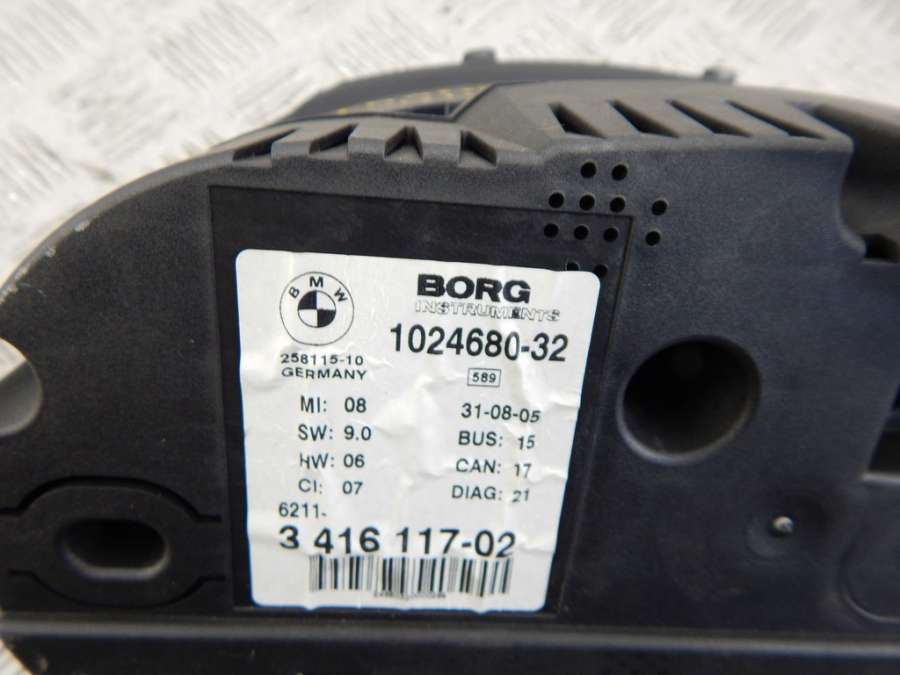 BMW
BORG
INSTRUMENTS
1024680-32
258115-10
GERMANY
589
MI: 08
31-08-05
SW: 9.0
BUS: 15
HW: 06
CAN: 17
CI: 07
DIAG: 21
6211-
3 416 117-02